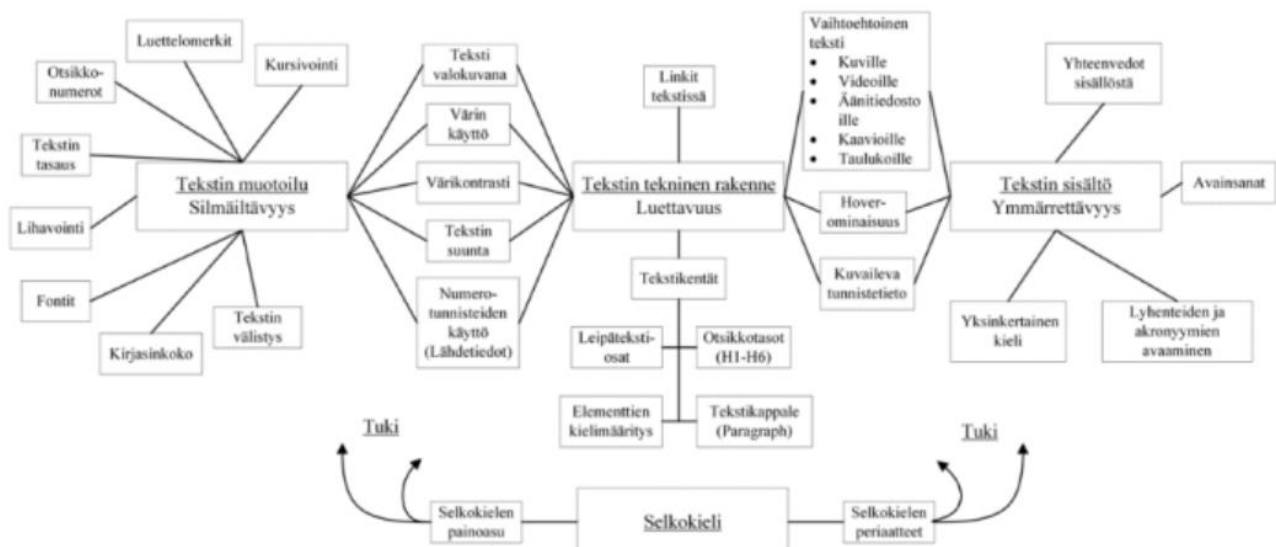 Luettelomerkit
Kursivointi
Otsikko-
numerot
Tekstin
tasaus
Tekstin muotoilu
Silmäiltävyys
Lihavointi
Fontit
Kirjasinkoko
Tekstin
välistys
Teksti
valokuvana
Värin
käyttö
Värikontrasti
Tekstin
suunta
Numero-
tunnisteiden
käyttö
(Lähdetiedot)
Linkit
tekstissä
Tekstin tekninen rakenne
Luettavuus
Tekstikentät
Leipäteksti-
osat
Otsikkotasot
(H1-H6)
Elementtien
kielimääritys
Tekstikappale
(Paragraph)
Vaihtoehtoinen
teksti
• Kuville
• Videoille
• Äänitiedosto
ille
• Kaavioille
• Taulukoille
Hover-
ominaisuus
Kuvaileva
tunnistetieto
Yhteenvedot
sisällöstä
Tekstin sisältö
Ymmärrettävyys
Avainsanat
Yksinkertainen
kieli
Lyhenteiden ja
akronyymien
avaaminen
Tuki
Tuki
Selkokielen
painoasu
Selkokieli
Selkokielen
periaatteet